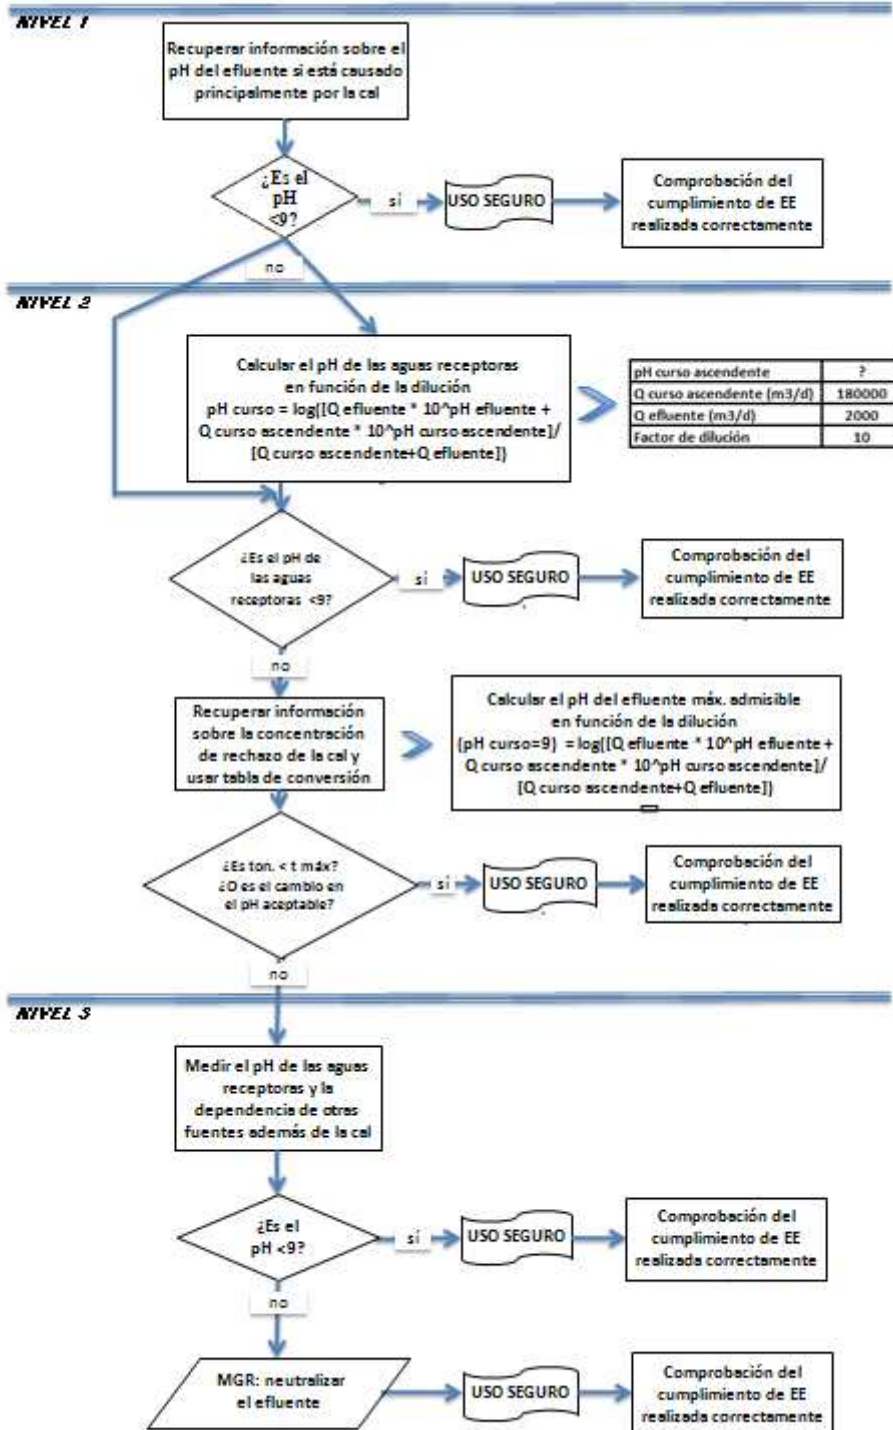 NIVEL 1
Recuperar información sobre el
pH del efluente si está causado
principalmente por la cal
¿Es el
pH
<9?
sí
USO SEGURO
Comprobación del
cumplimiento de EE
realizada correctamente
no
NIVEL 2
Calcular el pH de las aguas receptoras
en función de la dilución
pH curso = log([Q efluente * 10^pH efluente +
Q curso ascendente * 10^pH curso ascendente]/
[Q curso ascendente+Q efluente])
pH curso ascendente ?
Q curso ascendente (m3/d) 180000
Q efluente (m3/d) 2000
Factor de dilución 10
¿Es el pH de
las aguas
receptoras <9?
sí
USO SEGURO
Comprobación del
cumplimiento de EE
realizada correctamente
no
Recuperar información
sobre la concentración
de rechazo de la cal y
usar tabla de conversión
Calcular el pH del efluente máx. admisible
en función de la dilución
(pH curso=9) =log([Q efluente * 10^pH efluente +
Q curso ascendente * 10^pH curso ascendente]/
[Q curso ascendente+Q efluente])
¿Es ton. < t máx?
¿O es el cambio en
el pH aceptable?
sí
USO SEGURO
Comprobación del
cumplimiento de EE
realizada correctamente
no
NIVEL 3
Medir el pH de las aguas
receptoras y la
dependencia de otras
fuentes además de la cal
¿Es el
pH <9?
sí
USO SEGURO
Comprobación del
cumplimiento de EE
realizada correctamente
no
MGR: neutralizar
el efluente
USO SEGURO
Comprobación del
cumplimiento de EE
realizada correctamente